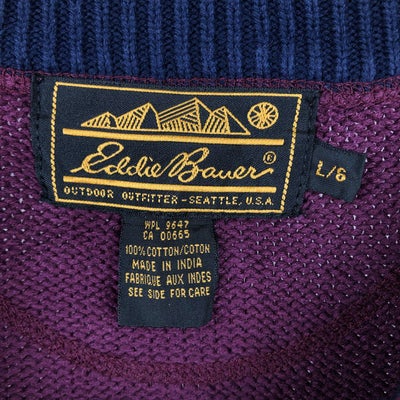 Eddie Bauer®
OUTDOOR OUTFITTER - SEATTLE, U.S.A.
L/G
WPL 9647
CA 00665
100% COTTON/COTON
MADE IN INDIA
FABRIQUE AUX INDES
SEE SIDE FOR CARE